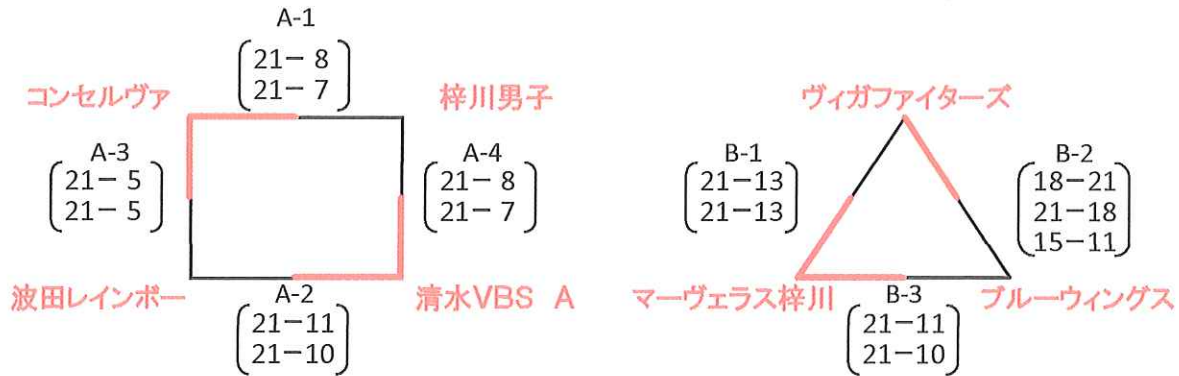 A-1
21－ 8
21－ 7
コンセルヴァ
梓川男子
A-3
21－ 5
21－ 5
A-4
21－ 8
21－ 7
波田レインボー
A-2
21－11
21－10
清水VBS A
ヴィガファイターズ
B-1
21－13
21－13
B-2
18－21
21－18
15－11
マーヴェラス梓川
B-3
21－11
21－10
ブルーウィングス